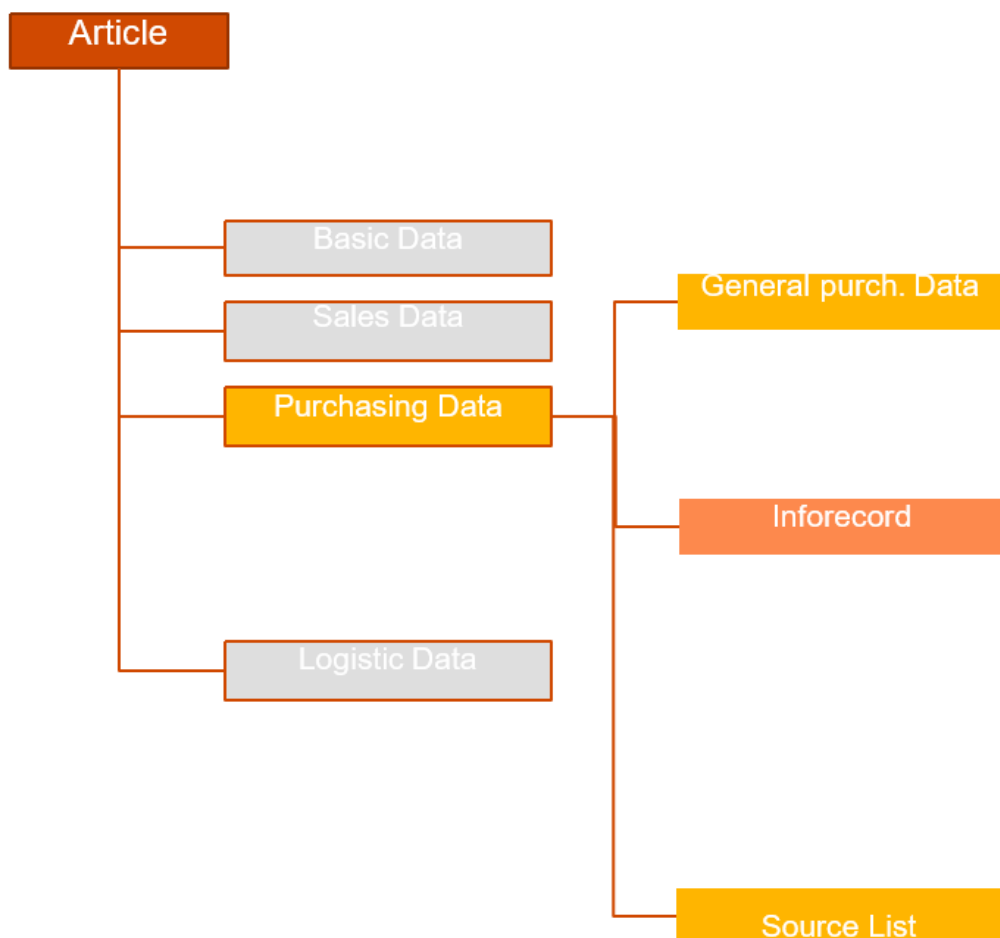 Article
Basic Data
Sales Data
Purchasing Data
Logistic Data
General purch. Data
Inforecord
Source List